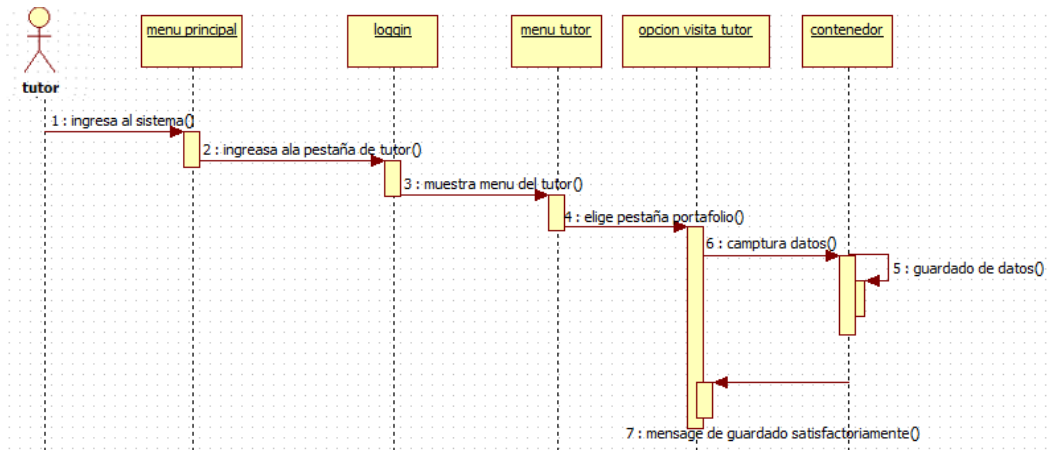 menu principal
loggin
menu tutor
opcion visita tutor
contenedor
tutor
1 : ingresa al sistema()
2 : ingreasa ala pestaña de tutor()
3 : muestra menu del tutor()
4 : elige pestaña portafolio()
6 : camptura datos()
5 : guardado de datos()
7 : mensage de guardado satisfactoriamente()